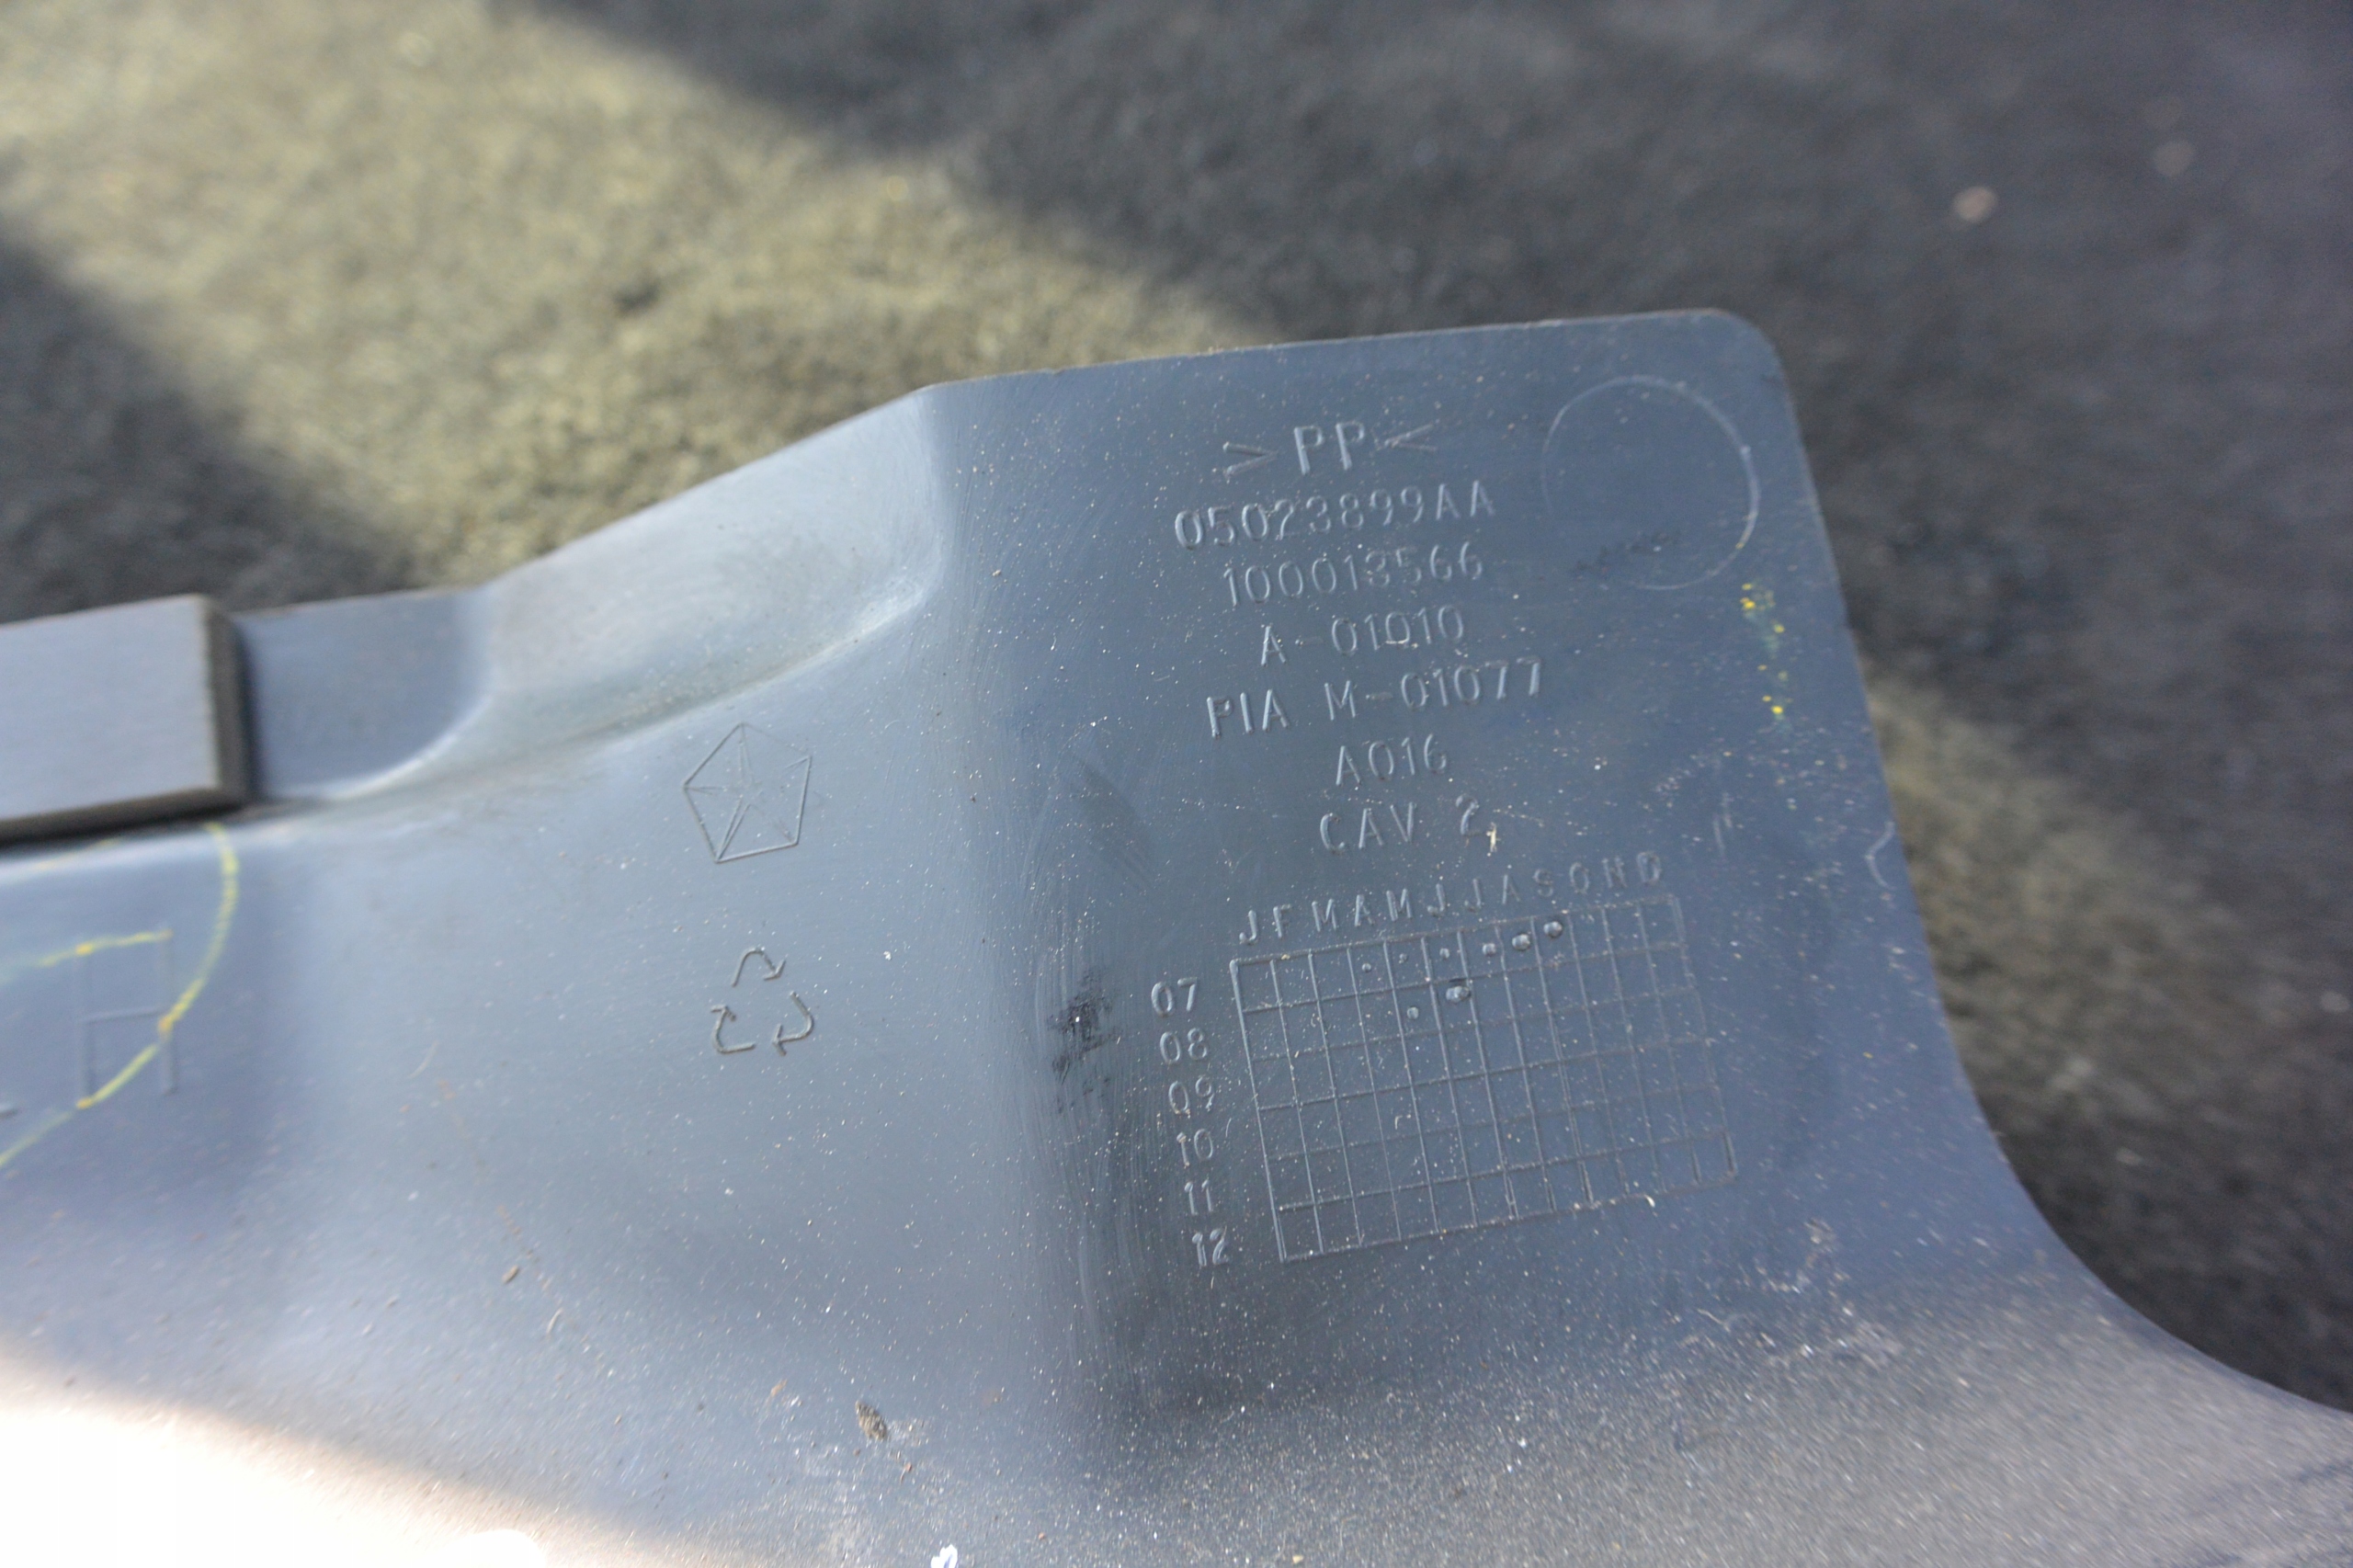 >PP<
05023899AA
100013566
A-01010
PIA M-01077
A016
CAV 2
JFMAMJJASOND
07
08
09
10
11
12